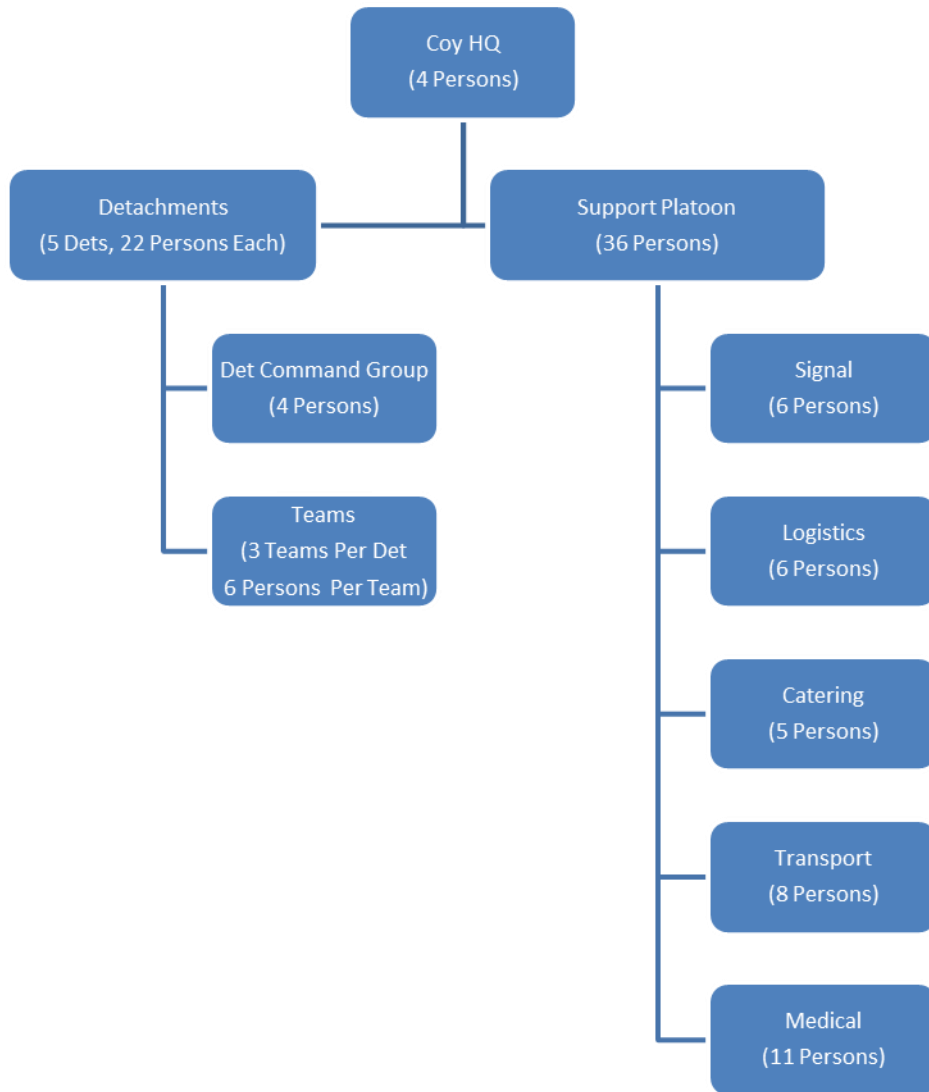 Coy HQ
(4 Persons)
Detachments
(5 Dets, 22 Persons Each)
Support Platoon
(36 Persons)
Det Command Group
(4 Persons)
Teams
(3 Teams Per Det
6 Persons Per Team)
Signal
(6 Persons)
Logistics
(6 Persons)
Catering
(5 Persons)
Transport
(8 Persons)
Medical
(11 Persons)